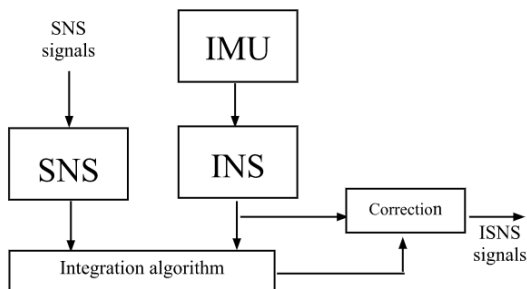 SNS
signals
IMU
SNS
INS
Correction
ISNS
signals
Integration algorithm